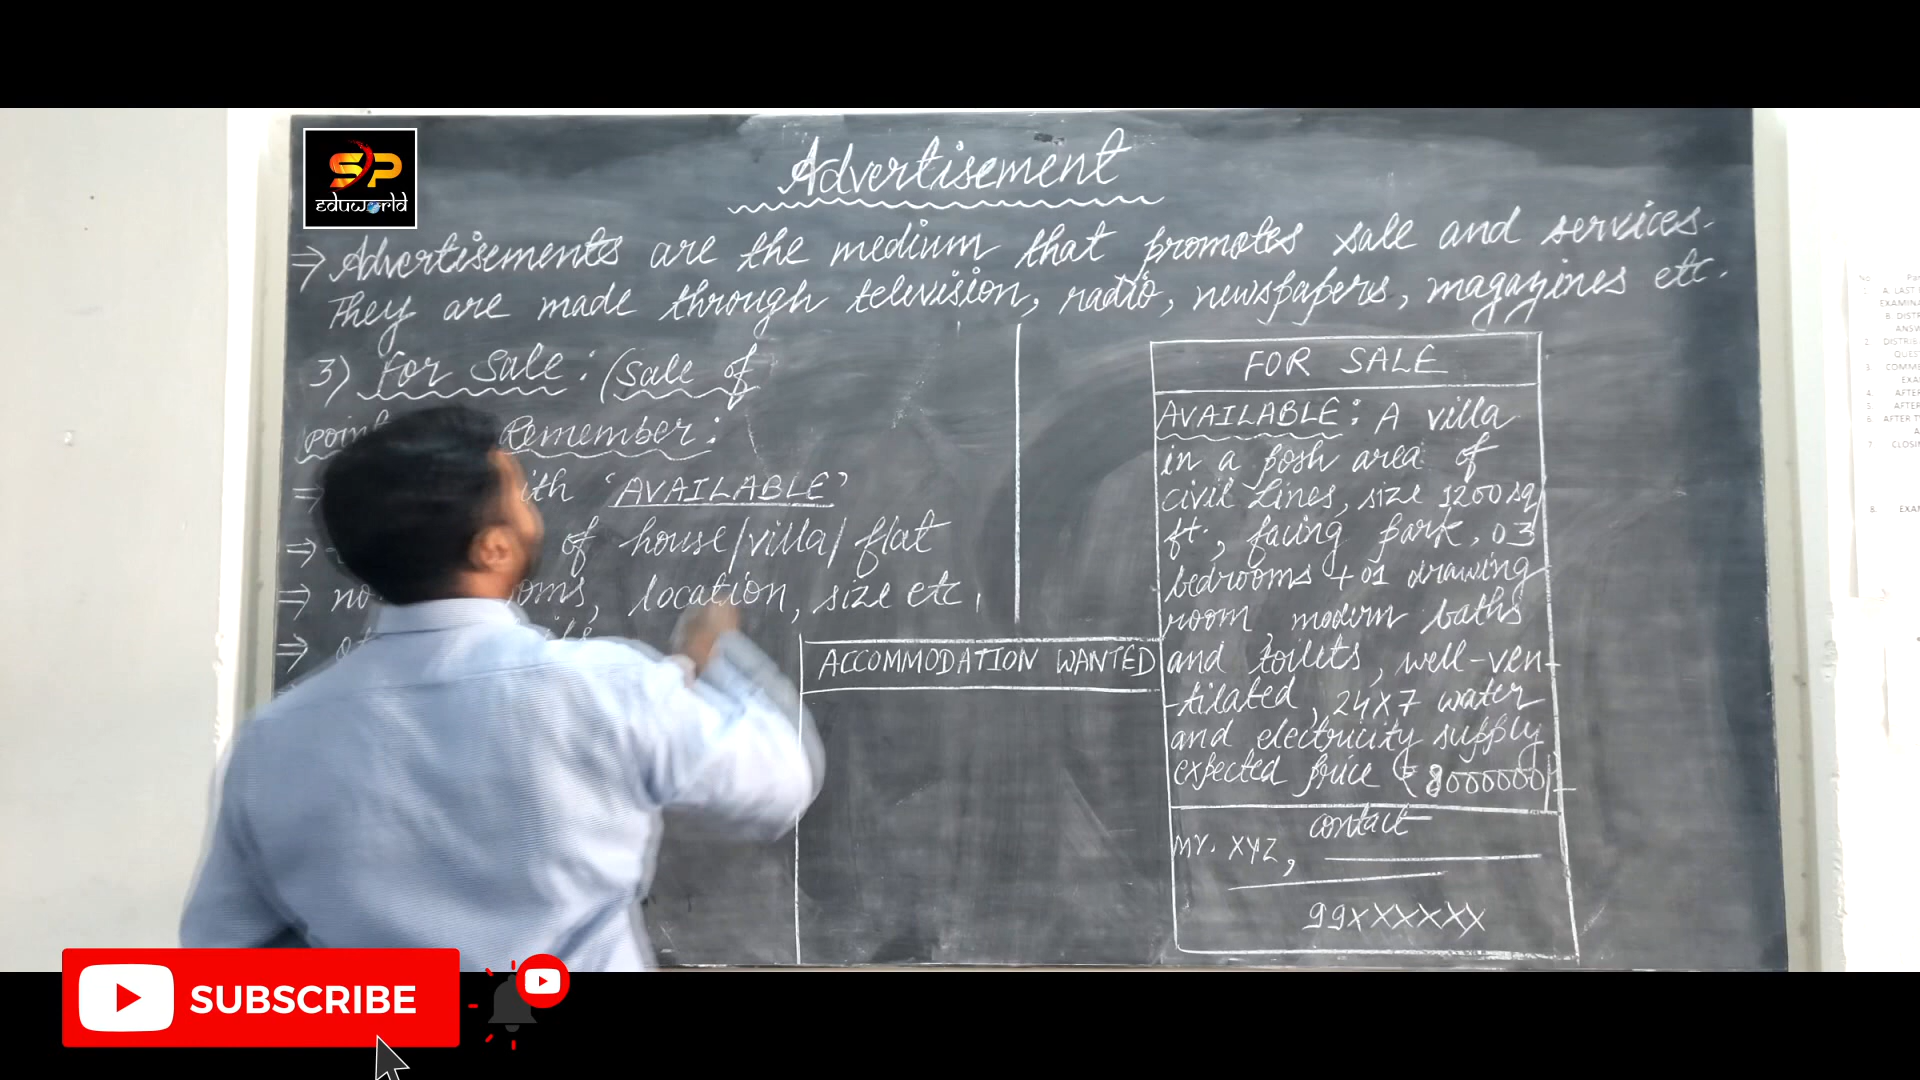 SP
eduworld
Advertisement
⇒ Advertisements are the medium that promotes sale and services.
They are made through television, radio, newspapers, magazines etc.
3) For Sale: (Sale of
Remember:
⇒ with 'AVAILABLE'
⇒ of house/villa/flat
⇒ location, size etc.
⇒
ACCOMMODATION WANTED
FOR SALE
AVAILABLE: A villa
in a posh area of
civil lines, size 1200 sq
ft., facing park, 03
bedrooms + 01 drawing
room, modern baths
and toilets, well-ven-
-tilated, 24X7 water
and electricity supply
expected price ₹ 8000000/-
contact
Mr. XYZ,
99XXXXXX
SUBSCRIBE